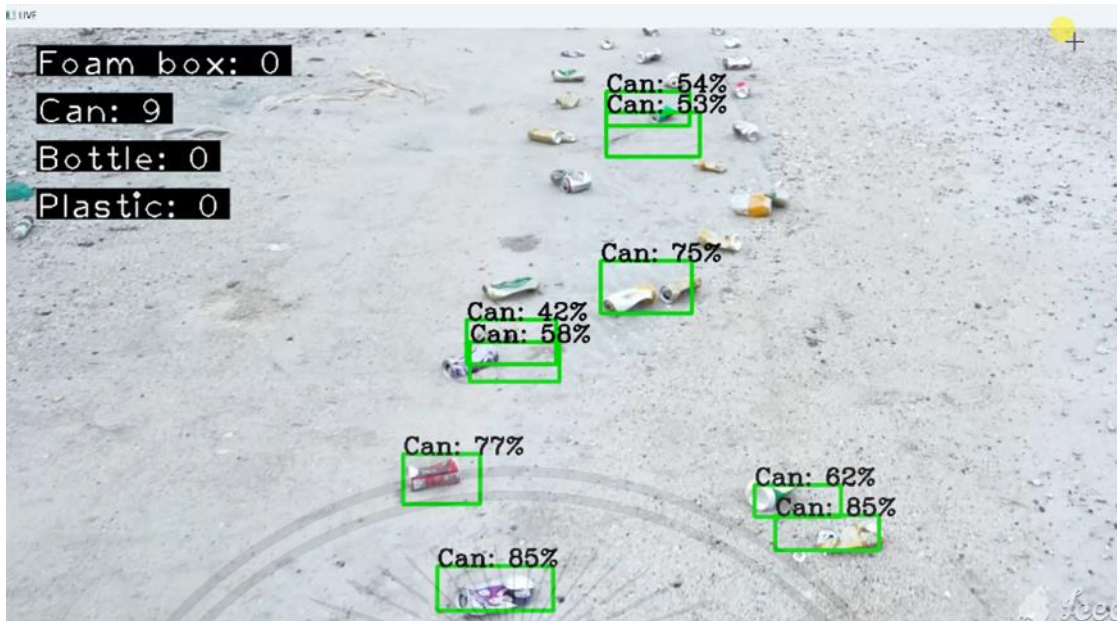 LIVE
Foam box: 0
Can: 9
Bottle: 0
Plastic: 0
Can: 54%
Can: 53%
Can: 75%
Can: 42%
Can: 58%
Can: 77%
Can: 62%
Can: 85%
Can: 85%